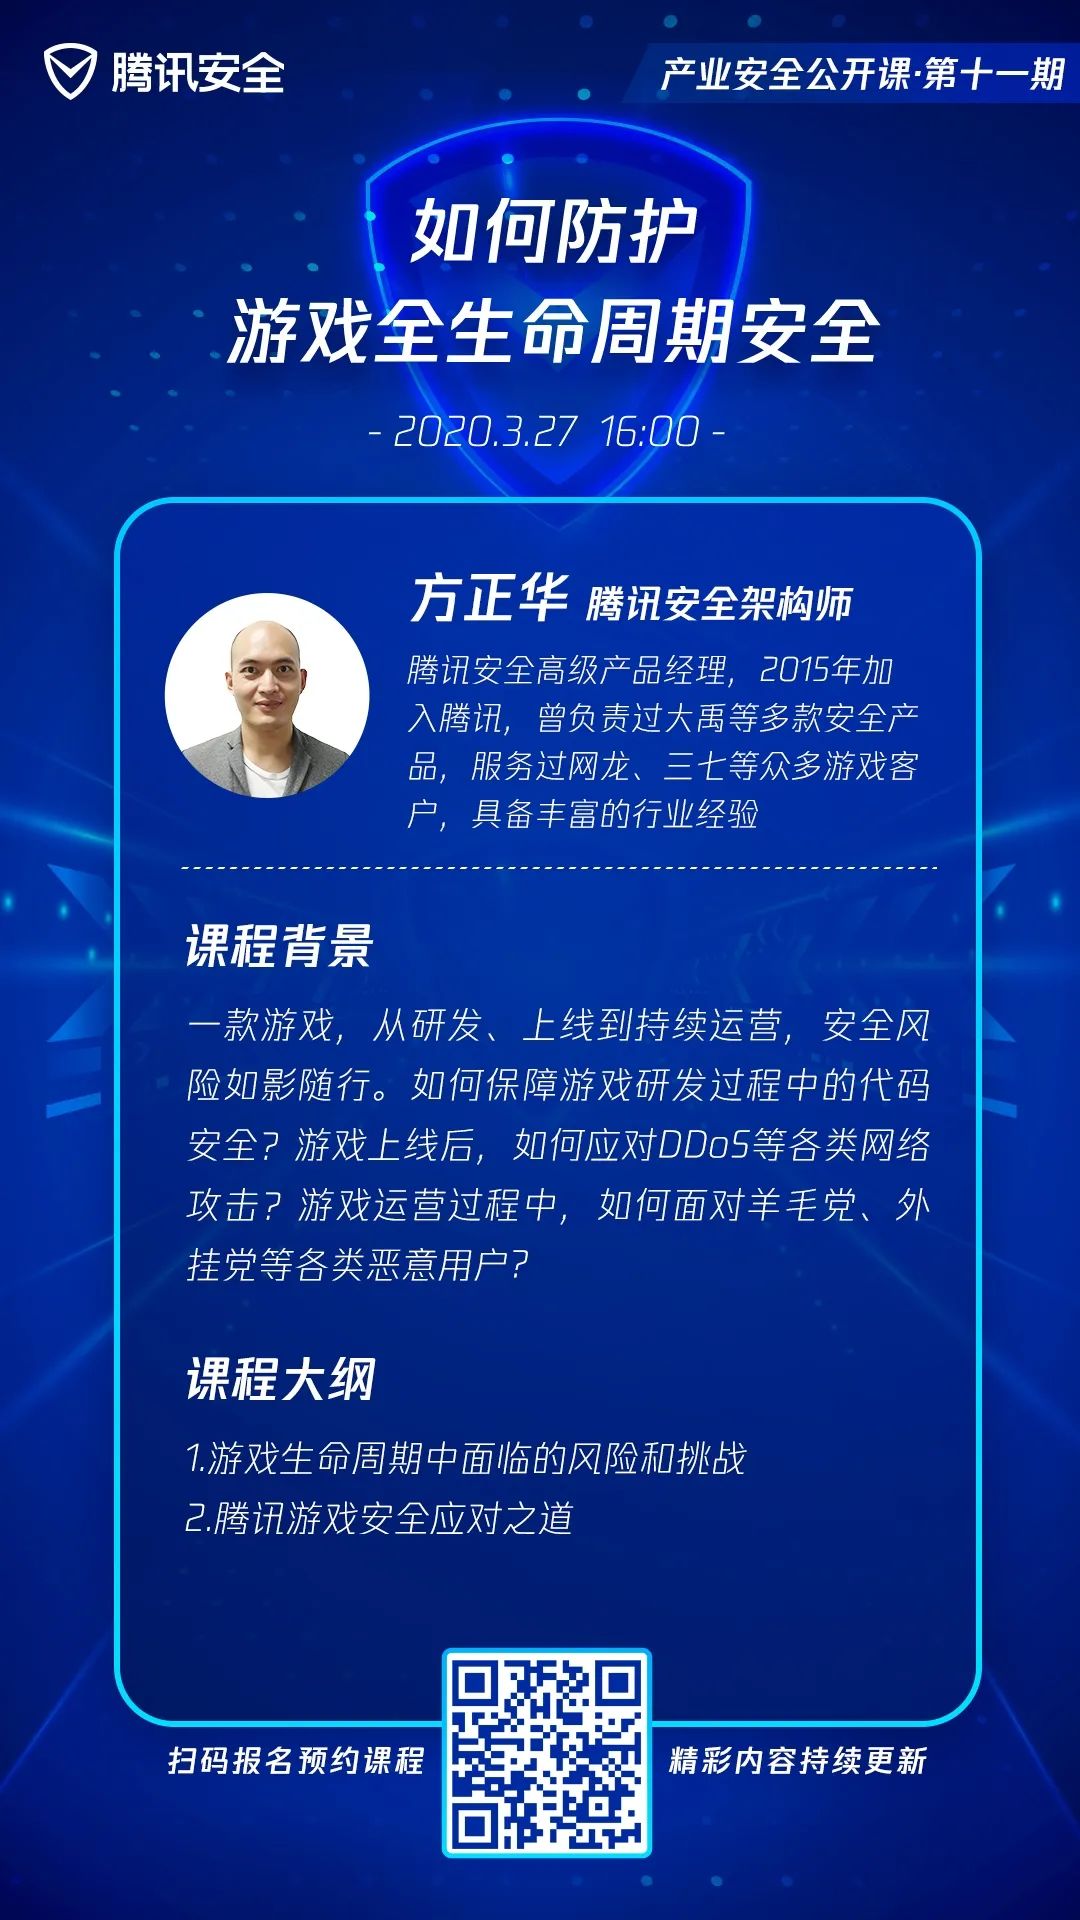 腾讯安全
产业安全公开课·第十一期
如何防护
游戏全生命周期安全
- 2020.3.27 16:00 -
方正华 腾讯安全架构师
腾讯安全高级产品经理，2015年加
入腾讯，曾负责过大禹等多款安全产
品，服务过网龙、三七等众多游戏客
户，具备丰富的行业经验
课程背景
一款游戏，从研发、上线到持续运营，安全风
险如影随行。如何保障游戏研发过程中的代码
安全？游戏上线后，如何应对DDoS等各类网络
攻击？游戏运营过程中，如何面对羊毛党、外
挂党等各类恶意用户？
课程大纲
1.游戏生命周期中面临的风险和挑战
2.腾讯游戏安全应对之道
扫码报名预约课程
精彩内容持续更新